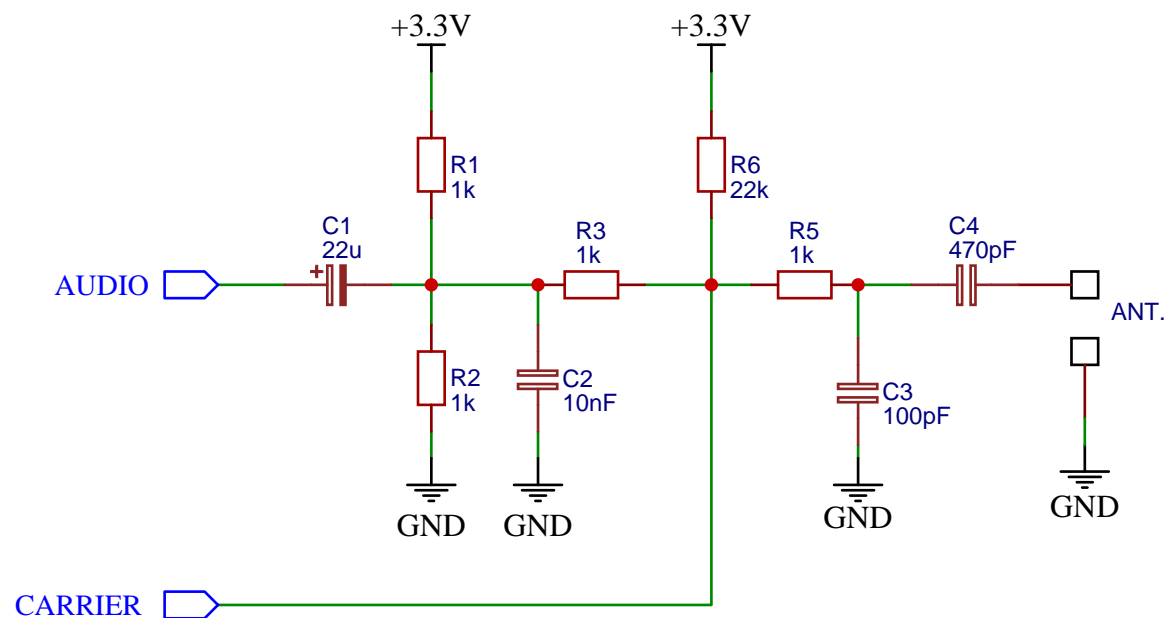 +3.3V
+3.3V
R1
1k
R6
22k
C1
22u
R3
1k
R5
1k
C4
470pF
AUDIO
ANT.
R2
1k
C2
10nF
C3
100pF
GND
GND
GND
GND
CARRIER